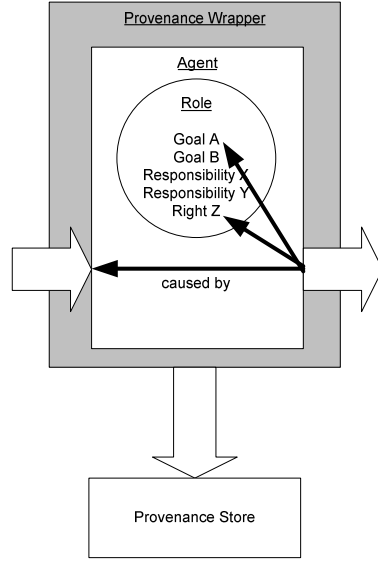 Provenance Wrapper
Agent
Role
Goal A
Goal B
Responsibility X
Responsibility Y
Right Z
caused by
Provenance Store